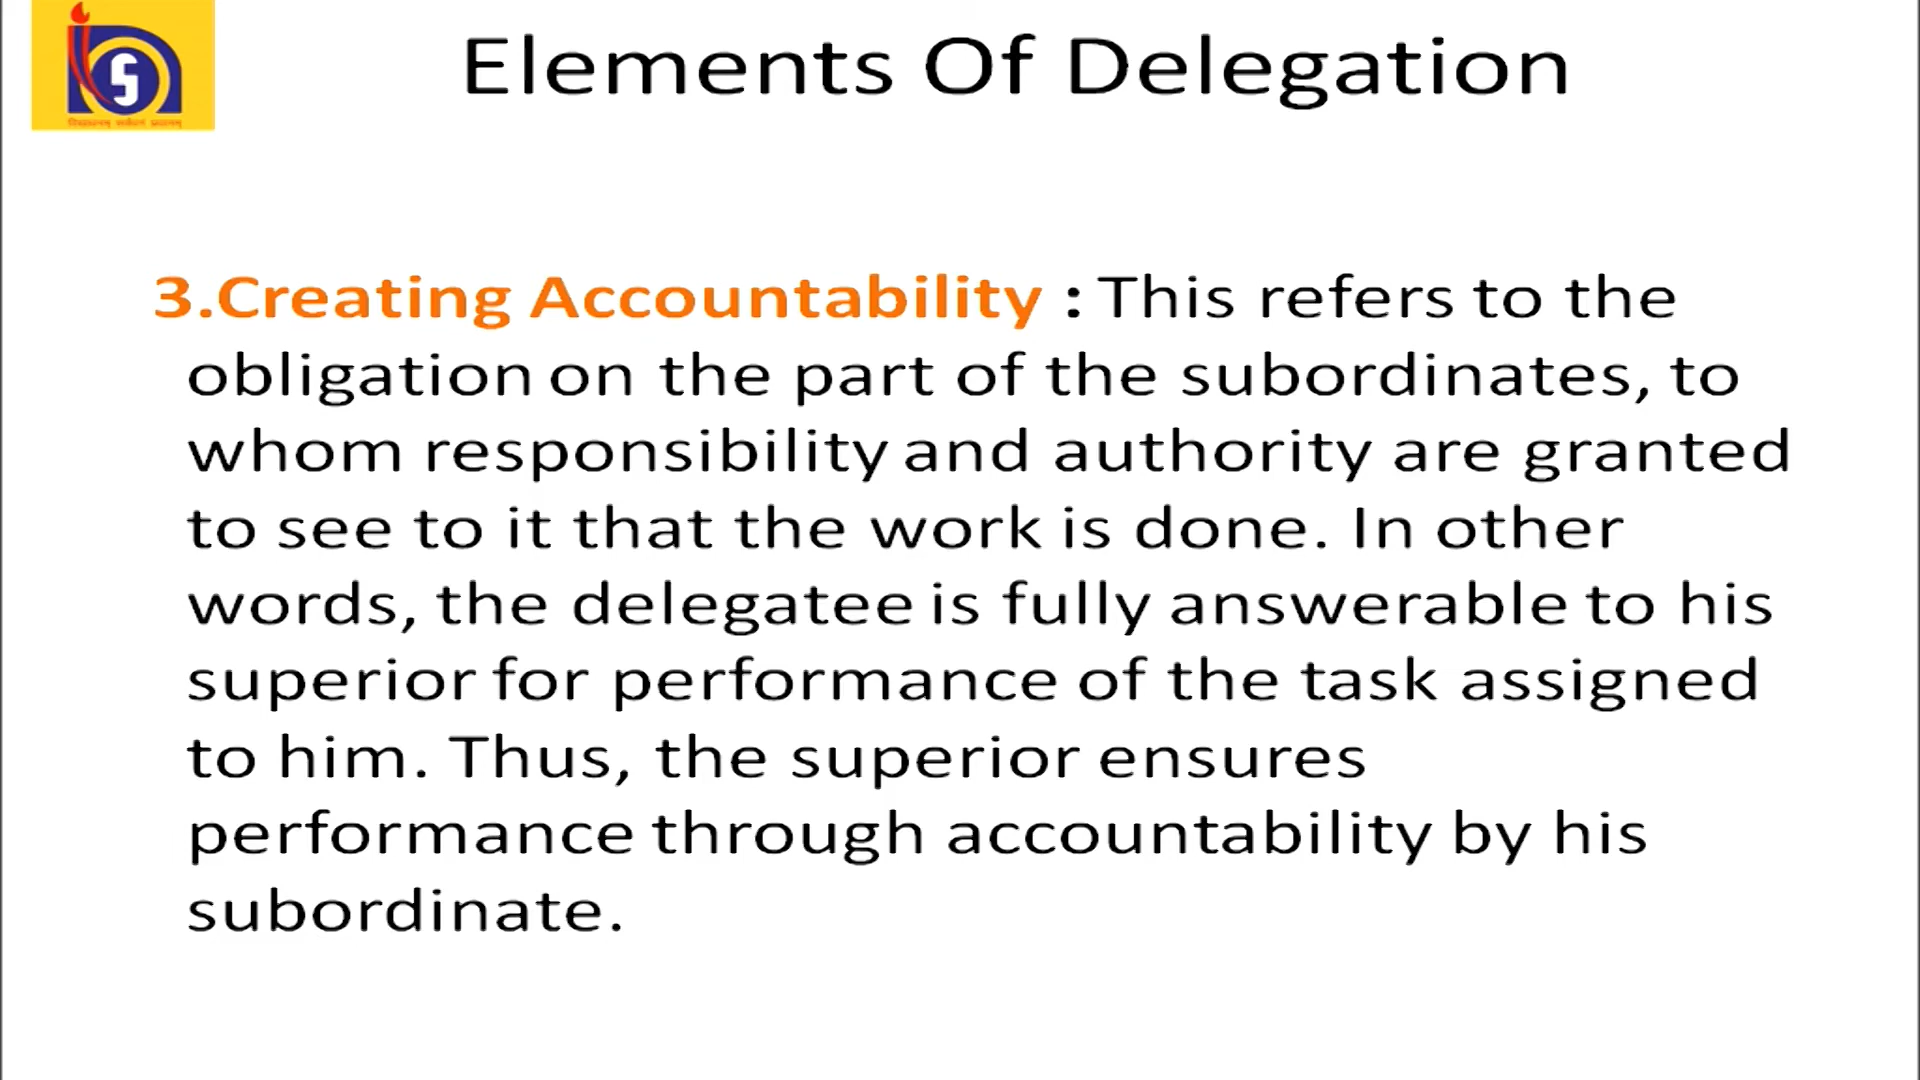 Elements Of Delegation
3.Creating Accountability : This refers to the
obligation on the part of the subordinates, to
whom responsibility and authority are granted
to see to it that the work is done. In other
words, the delegatee is fully answerable to his
superior for performance of the task assigned
to him. Thus, the superior ensures
performance through accountability by his
subordinate.